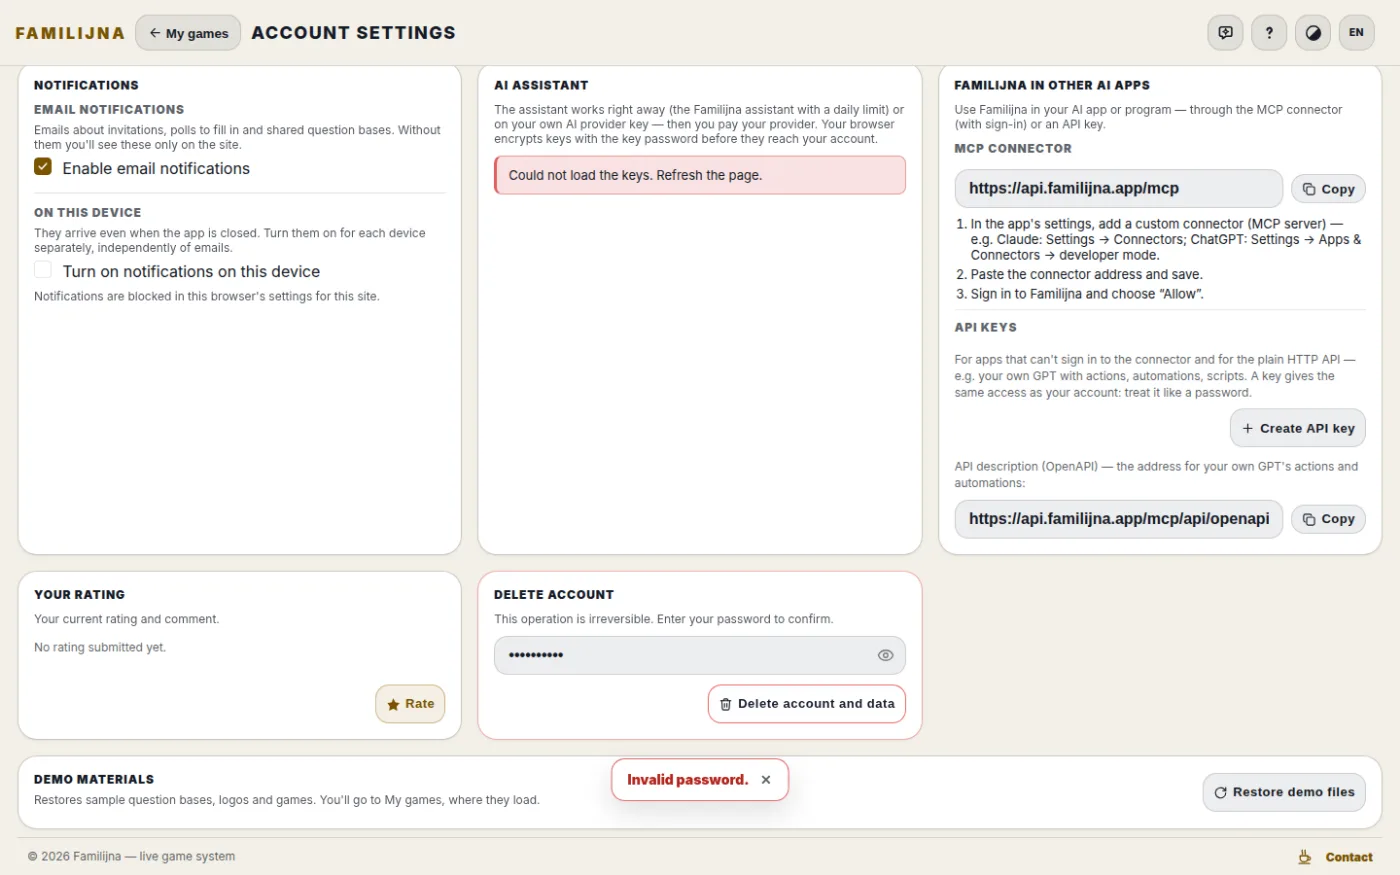 FAMILIJNA
My games
ACCOUNT SETTINGS
?
EN
NOTIFICATIONS
EMAIL NOTIFICATIONS
Emails about invitations, polls to fill in and shared question bases. Without
them you'll see these only on the site.
Enable email notifications
ON THIS DEVICE
They arrive even when the app is closed. Turn them on for each device
separately, independently of emails.
Turn on notifications on this device
Notifications are blocked in this browser's settings for this site.
AI ASSISTANT
The assistant works right away (the Familijna assistant with a daily limit) or
on your own AI provider key — then you pay your provider. Your browser
encrypts keys with the key password before they reach your account.
Could not load the keys. Refresh the page.
FAMILIJNA IN OTHER AI APPS
Use Familijna in your AI app or program — through the MCP connector
(with sign-in) or an API key.
MCP CONNECTOR
https://api.familijna.app/mcp
Copy
1. In the app's settings, add a custom connector (MCP server) —
e.g. Claude: Settings → Connectors; ChatGPT: Settings → Apps &
Connectors → developer mode.
2. Paste the connector address and save.
3. Sign in to Familijna and choose “Allow”.
API KEYS
For apps that can't sign in to the connector and for the plain HTTP API —
e.g. your own GPT with actions, automations, scripts. A key gives the
same access as your account: treat it like a password.
+ Create API key
API description (OpenAPI) — the address for your own GPT's actions and
automations:
https://api.familijna.app/mcp/api/openapi
Copy
YOUR RATING
Your current rating and comment.
No rating submitted yet.
Rate
DELETE ACCOUNT
This operation is irreversible. Enter your password to confirm.
••••••••••
Delete account and data
DEMO MATERIALS
Restores sample question bases, logos and games. You'll go to My games, where they load.
Invalid password.
Restore demo files
© 2026 Familijna — live game system
Contact